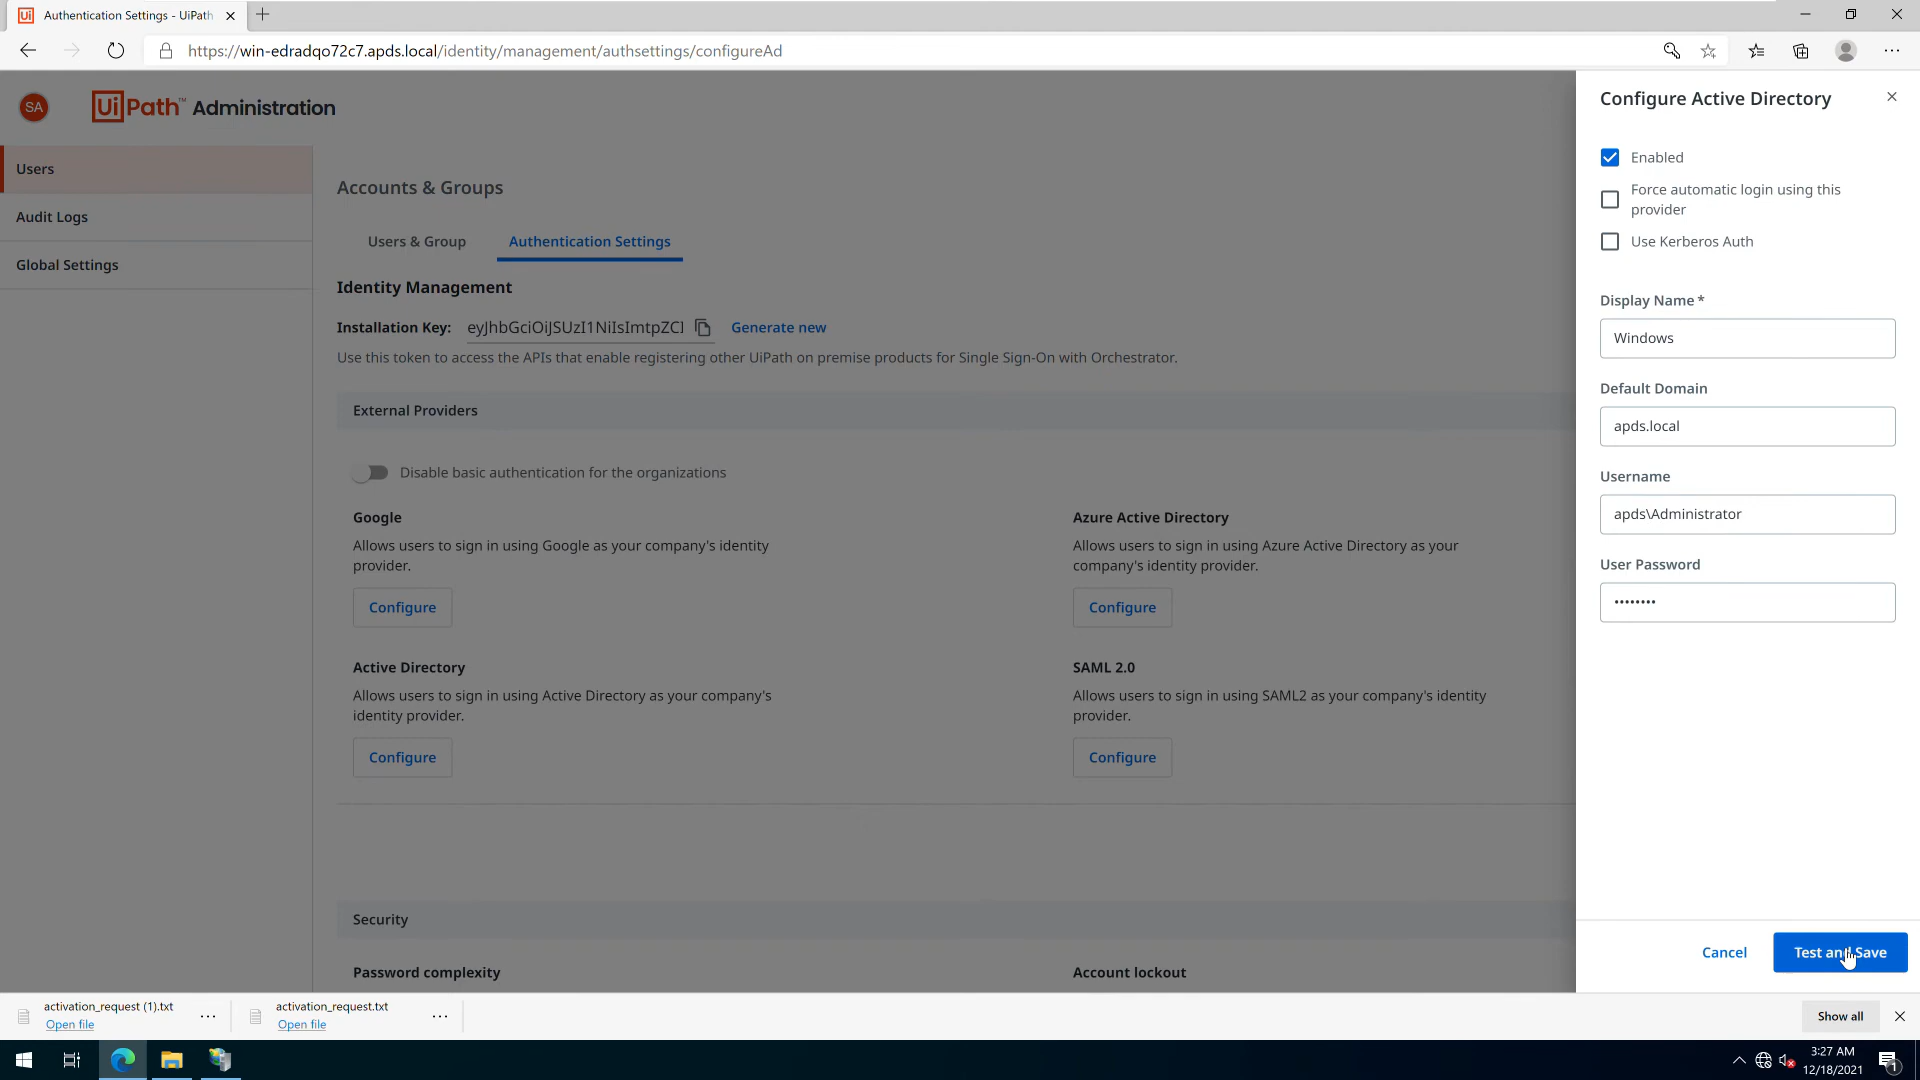 Authentication Settings - UiPath
https://win-edradqo72c7.apds.local/identity/management/authsettings/configureAd
SA
UiPath™ Administration
Users
Audit Logs
Global Settings
Accounts & Groups
Users & Group
Authentication Settings
Identity Management
Installation Key: eyJhbGciOiJSUzI1NiIsImtpZCI
Generate new
Use this token to access the APIs that enable registering other UiPath on premise products for Single Sign-On with Orchestrator.
External Providers
Disable basic authentication for the organizations
Google
Allows users to sign in using Google as your company's identity
provider.
Configure
Azure Active Directory
Allows users to sign in using Azure Active Directory as your
company's identity provider.
Configure
Active Directory
Allows users to sign in using Active Directory as your company's
identity provider.
Configure
SAML 2.0
Allows users to sign in using SAML2 as your company's identity
provider.
Configure
Security
Password complexity
Account lockout
Configure Active Directory
Enabled
Force automatic login using this
provider
Use Kerberos Auth
Display Name *
Windows
Default Domain
apds.local
Username
apds\Administrator
User Password
••••••••
Cancel
Test and Save
activation_request (1).txt
Open file
activation_request.txt
Open file
Show all
3:27 AM
12/18/2021
1